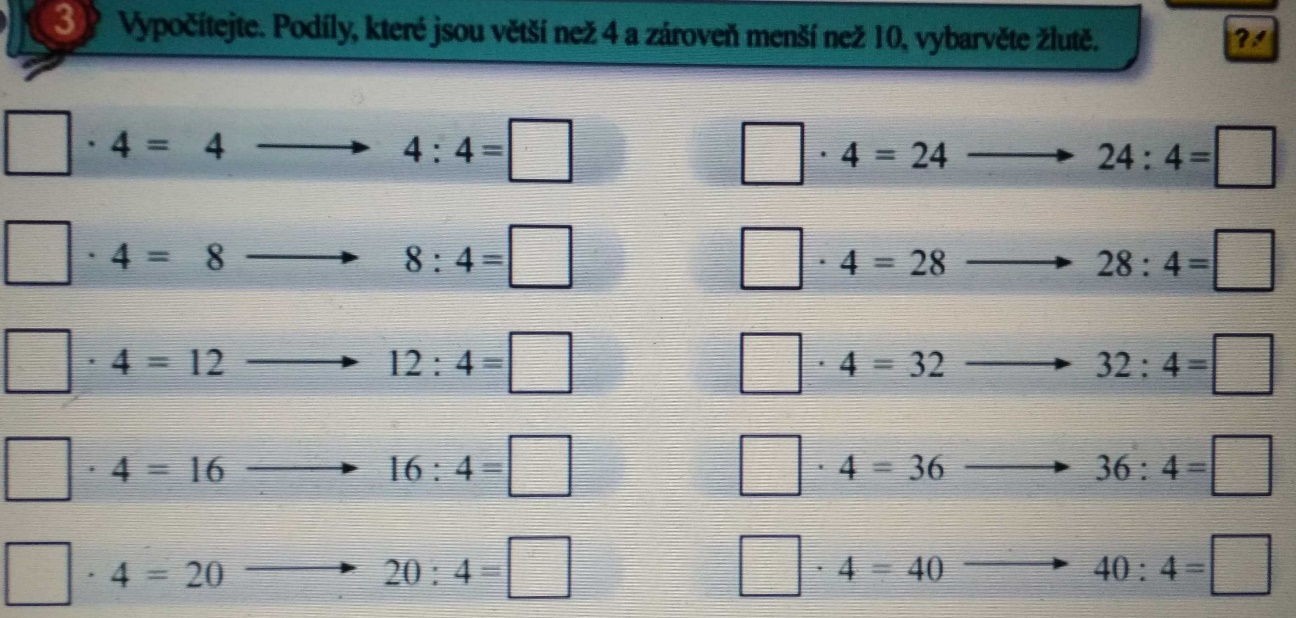 3 Vypočítejte. Podíly, které jsou větší než 4 a zároveň menší než 10, vybarvěte žlutě.
?
· 4 = 4 → 4 : 4 =
· 4 = 8 → 8 : 4 =
· 4 = 12 → 12 : 4 =
· 4 = 16 → 16 : 4 =
· 4 = 20 → 20 : 4 =
· 4 = 24 → 24 : 4 =
· 4 = 28 → 28 : 4 =
· 4 = 32 → 32 : 4 =
· 4 = 36 → 36 : 4 =
· 4 = 40 → 40 : 4 =